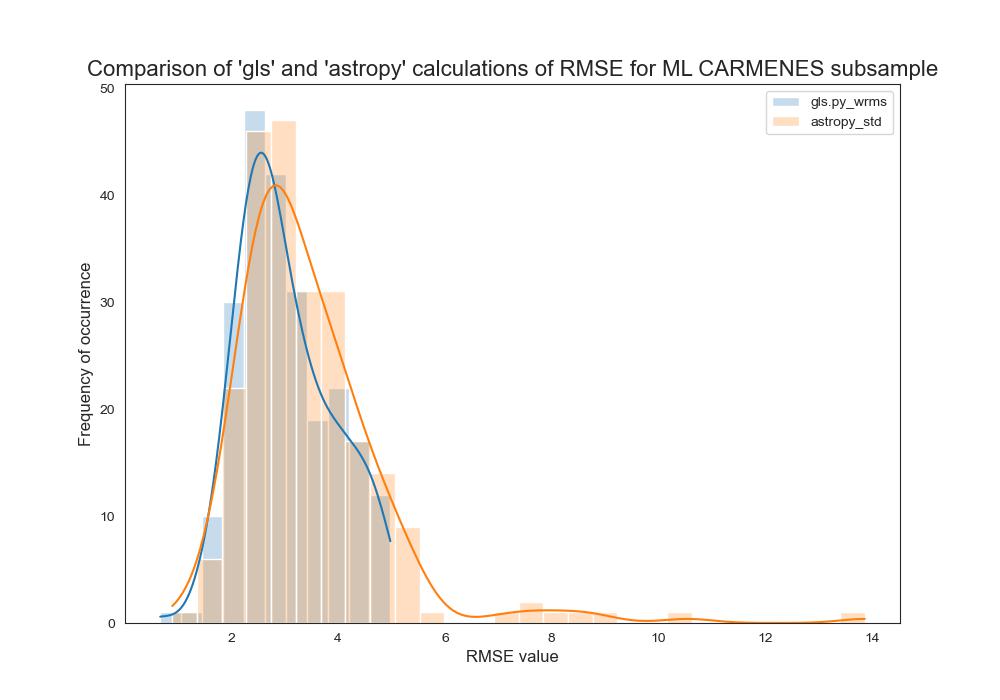 Comparison of 'gls' and 'astropy' calculations of RMSE for ML CARMENES subsample
gls.py_wrms
astropy_std
50
40
30
20
10
0
Frequency of occurrence
2 4 6 8 10 12 14
RMSE value